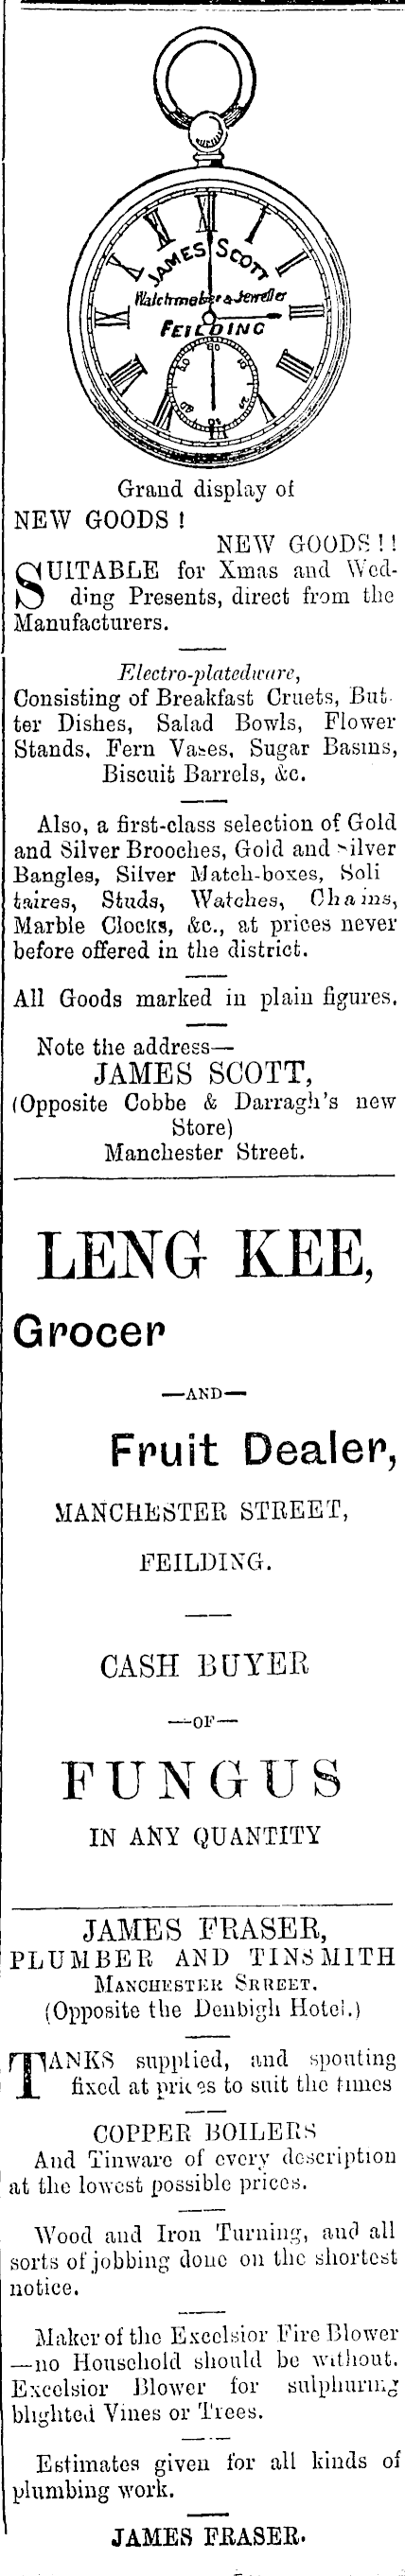 JAMES SCOTT
Watchmaker & Jeweller
FEILDING
Grand display of
NEW GOODS !
NEW GOODS ! !
SUITABLE for Xmas and Wed-
ding Presents, direct from the
Manufacturers.
Electro-platedware,
Consisting of Breakfast Cruets, But-
ter Dishes, Salad Bowls, Flower
Stands, Fern Vases, Sugar Basins,
Biscuit Barrels, &c.
Also, a first-class selection of Gold
and Silver Brooches, Gold and Silver
Bangles, Silver Match-boxes, Soli
taires, Studs, Watches, Chains,
Marble Clocks, &c., at prices never
before offered in the district.
All Goods marked in plain figures.
Note the address—
JAMES SCOTT,
(Opposite Cobbe & Darragh's new
Store)
Manchester Street.
LENG KEE,
Grocer
—AND—
Fruit Dealer,
MANCHESTER STREET,
FEILDING.
CASH BUYER
—OF—
FUNGUS
IN ANY QUANTITY
JAMES FRASER,
PLUMBER AND TINSMITH
MANCHESTER SRREET.
(Opposite the Denbigh Hotel.)
TANKS supplied, and spouting
fixed at prices to suit the times
COPPER BOILERS
And Tinware of every description
at the lowest possible prices.
Wood and Iron Turning, and all
sorts of jobbing done on the shortest
notice.
Maker of the Excelsior Fire Blower
—no Household should be without.
Excelsior Blower for sulphuring
blighted Vines or Trees.
Estimates given for all kinds of
plumbing work.
JAMES FRASER.